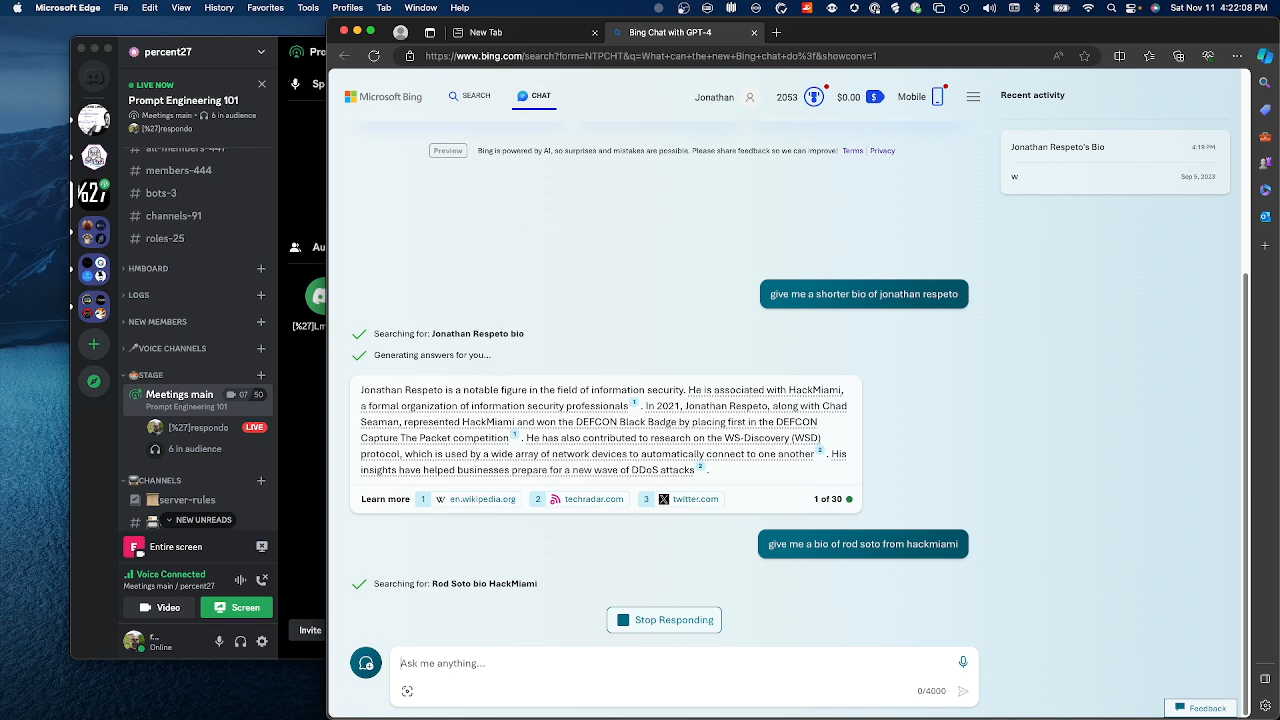 Microsoft Edge File Edit View History Favorites Tools Profiles Tab Window Help Sat Nov 11 4:22:08 PM
percent27
LIVE NOW
Prompt Engineering 101
Meetings main - 6 in audience
[%27]respondo
members-444
bots-3
channels-91
roles-25
HMBOARD
LOGS
NEW MEMBERS
VOICE CHANNELS
STAGE
Meetings main 07 50
Prompt Engineering 101
[%27]respondo LIVE
6 in audience
CHANNELS
server-rules
NEW UNREADS
Entire screen
Voice Connected
Meetings main / percent27
Video Screen
r...
Online
%27
Pro
Sp
Au
[%27]Lm
Invite
New Tab
Bing Chat with GPT-4
https://www.bing.com/search?form=NTPCHT&q=What+can+the+new+Bing+chat+do%3f&showconv=1
Microsoft Bing SEARCH CHAT Jonathan 2053 $0.00 Mobile
Preview Bing is powered by AI, so surprises and mistakes are possible. Please share feedback so we can improve! Terms Privacy
give me a shorter bio of jonathan respeto
Searching for: Jonathan Respeto bio
Generating answers for you...
Jonathan Respeto is a notable figure in the field of information security. He is associated with HackMiami,
a formal organization of information security professionals 1 . In 2021, Jonathan Respeto, along with Chad
Seaman, represented HackMiami and won the DEFCON Black Badge by placing first in the DEFCON
Capture The Packet competition 1 . He has also contributed to research on the WS-Discovery (WSD)
protocol, which is used by a wide array of network devices to automatically connect to one another 2 . His
insights have helped businesses prepare for a new wave of DDoS attacks 2 .
Learn more 1 en.wikipedia.org 2 techradar.com 3 twitter.com 1 of 30
give me a bio of rod soto from hackmiami
Searching for: Rod Soto bio HackMiami
Stop Responding
Ask me anything...
0/4000
Recent activity
Jonathan Respeto's Bio 4:19 PM
w Sep 5, 2023
Feedback